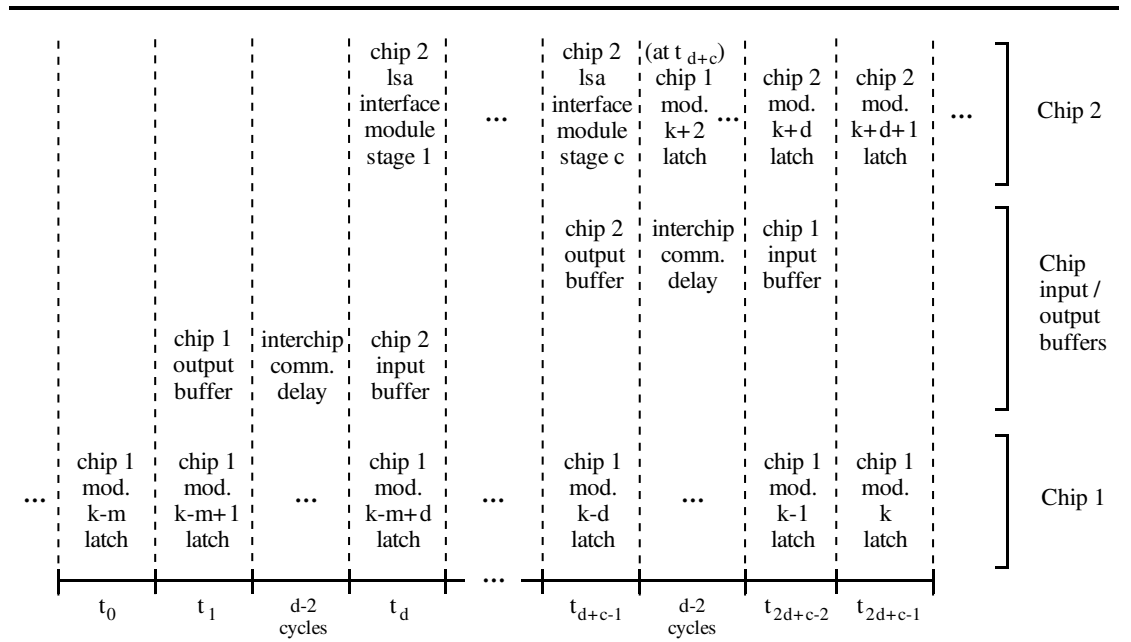 chip 2
lsa
interface
module
stage 1
...
chip 2
lsa
interface
module
stage c
(at t d+c)
chip 1
mod.
k+2
latch
...
chip 2
mod.
k+d
latch
chip 2
mod.
k+d+1
latch
...
Chip 2
chip 2
output
buffer
interchip
comm.
delay
chip 1
input
buffer
Chip
input /
output
buffers
chip 1
output
buffer
interchip
comm.
delay
chip 2
input
buffer
...
chip 1
mod.
k-m
latch
chip 1
mod.
k-m+1
latch
...
chip 1
mod.
k-m+d
latch
...
chip 1
mod.
k-d
latch
...
chip 1
mod.
k-1
latch
chip 1
mod.
k
latch
Chip 1
...
t0
t1
d-2
cycles
td
td+c-1
d-2
cycles
t2d+c-2
t2d+c-1